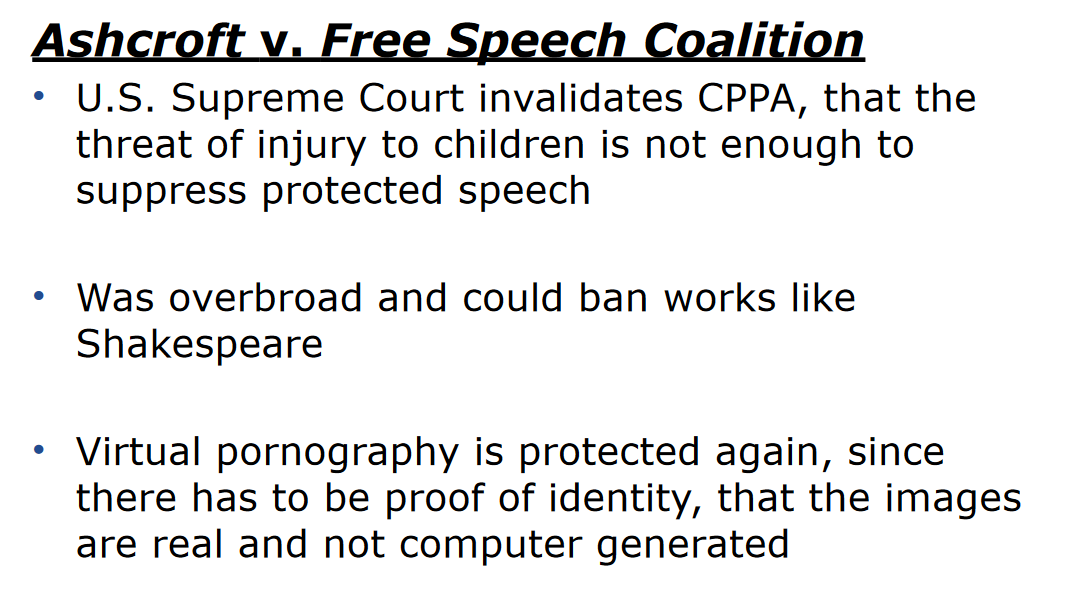 Ashcroft v. Free Speech Coalition
• U.S. Supreme Court invalidates CPPA, that the
threat of injury to children is not enough to
suppress protected speech
• Was overbroad and could ban works like
Shakespeare
• Virtual pornography is protected again, since
there has to be proof of identity, that the images
are real and not computer generated